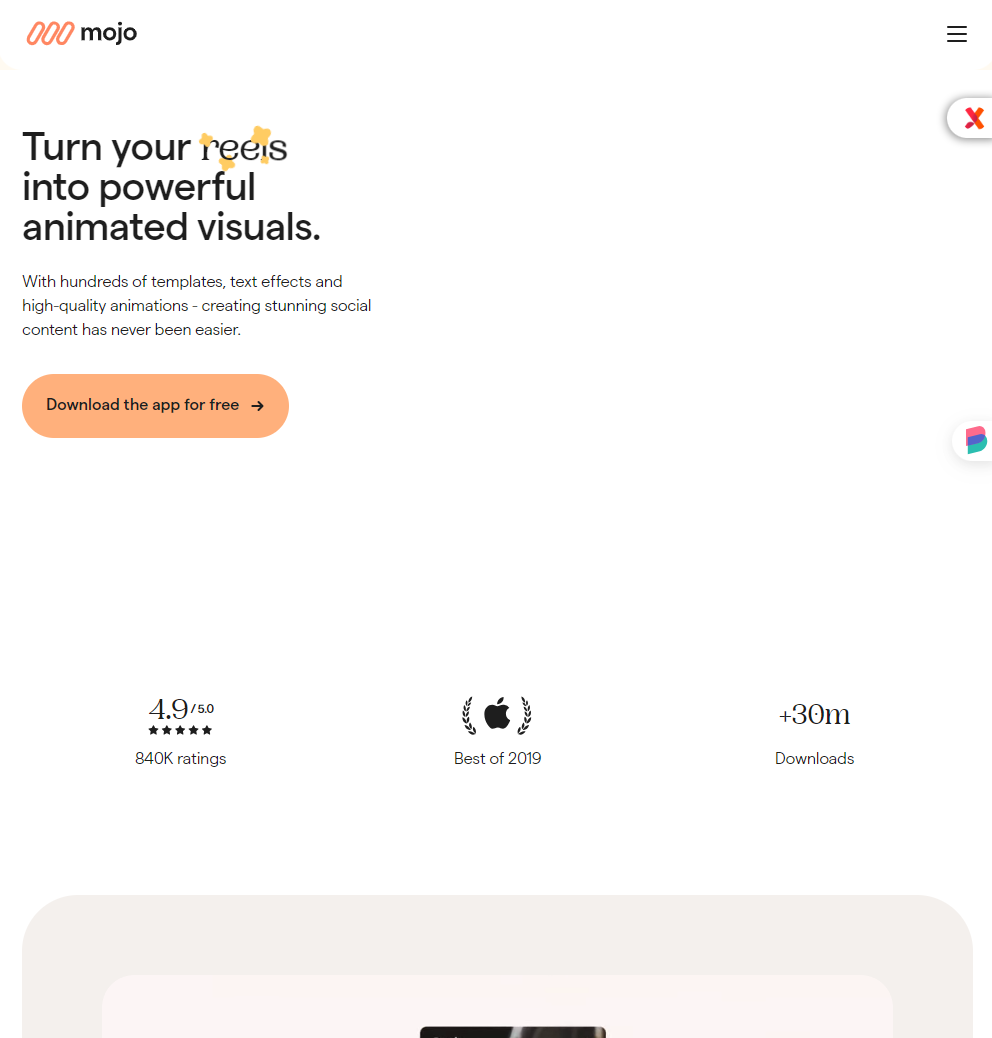 mojo
Turn your reels
into powerful
animated visuals.
With hundreds of templates, text effects and
high-quality animations - creating stunning social
content has never been easier.
Download the app for free →
4.9 / 5.0
★★★★★
840K ratings
Best of 2019
+30m
Downloads